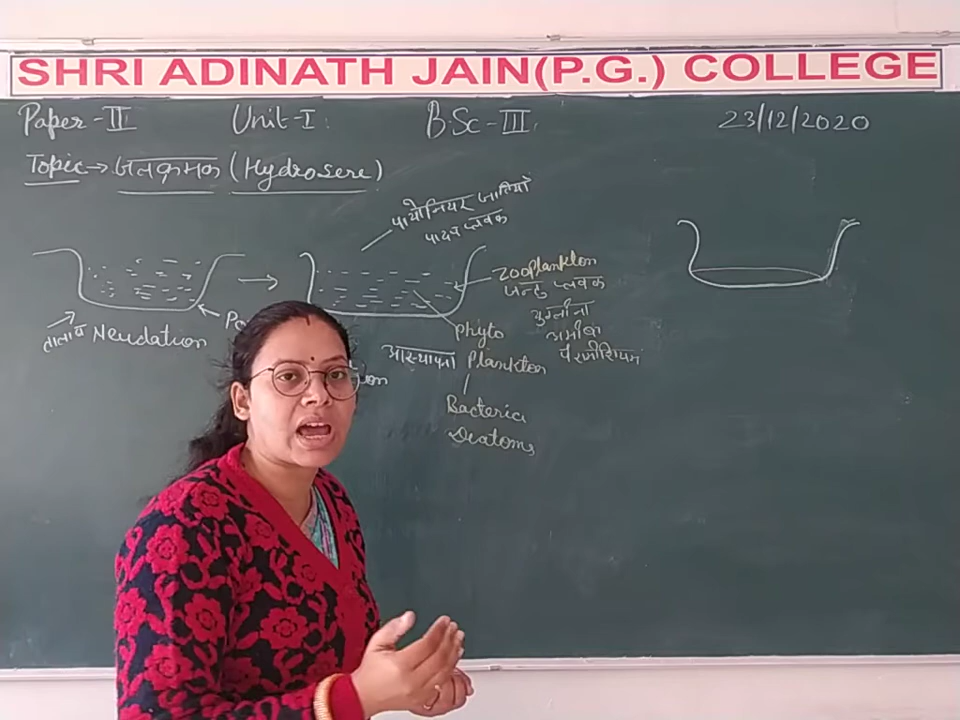 SHRI ADINATH JAIN(P.G.) COLLEGE
Paper-II Unit-I B.Sc-III 23/12/2020
Topic→ जलक्रमक (Hydrosere)
पायोनियर जातियाँ
पादप प्लवक
Zooplankton
जन्तु प्लवक
युग्लीना
अमीबा
पैरामीशियम
तालाब Neudation
Phyto
Plankton
Bacteria
Diatoms